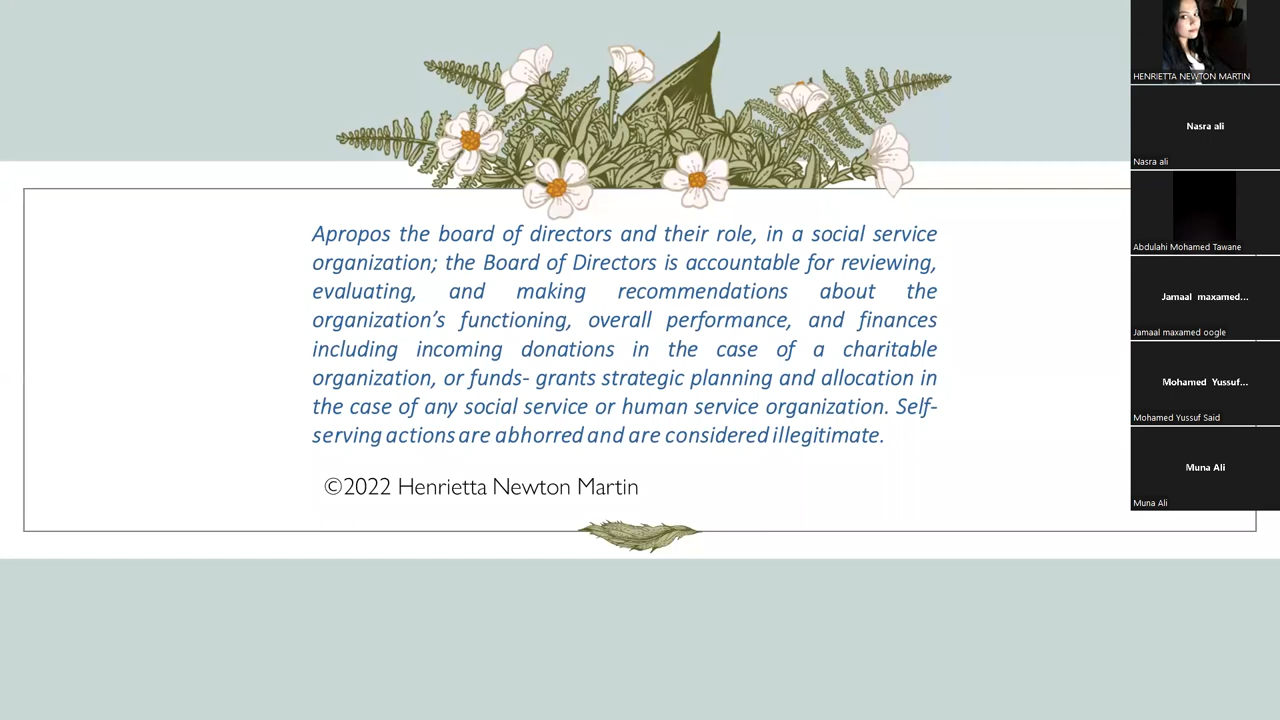 Apropos the board of directors and their role, in a social service
organization; the Board of Directors is accountable for reviewing,
evaluating, and making recommendations about the
organization's functioning, overall performance, and finances
including incoming donations in the case of a charitable
organization, or funds- grants strategic planning and allocation in
the case of any social service or human service organization. Self-
serving actions are abhorred and are considered illegitimate.
©2022 Henrietta Newton Martin
HENRIETTA NEWTON MARTIN
Nasra ali
Nasra ali
Abdulahi Mohamed Tawane
Jamaal maxamed...
Jamaal maxamed oogle
Mohamed Yussuf...
Mohamed Yussuf Said
Muna Ali
Muna Ali